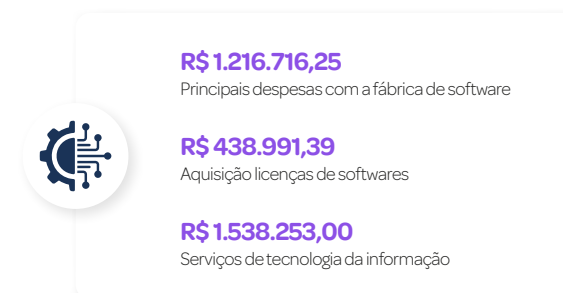 R$ 1.216.716,25
Principais despesas com a fábrica de software
R$ 438.991,39
Aquisição licenças de softwares
R$ 1.538.253,00
Serviços de tecnologia da informação